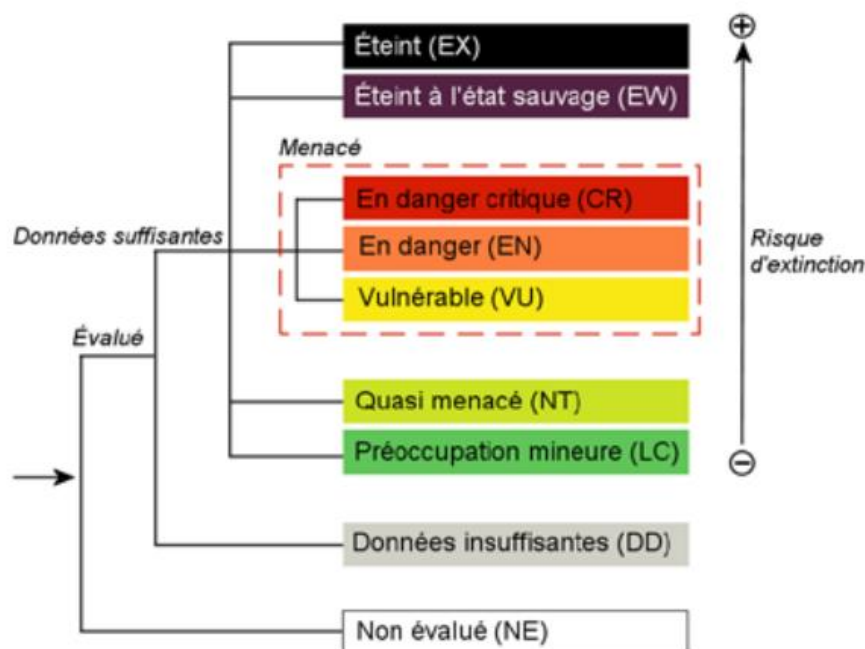 Éteint (EX)
Éteint à l'état sauvage (EW)
Menacé
En danger critique (CR)
Données suffisantes
En danger (EN)
Risque
d'extinction
Vulnérable (VU)
Évalué
Quasi menacé (NT)
Préoccupation mineure (LC)
Données insuffisantes (DD)
Non évalué (NE)